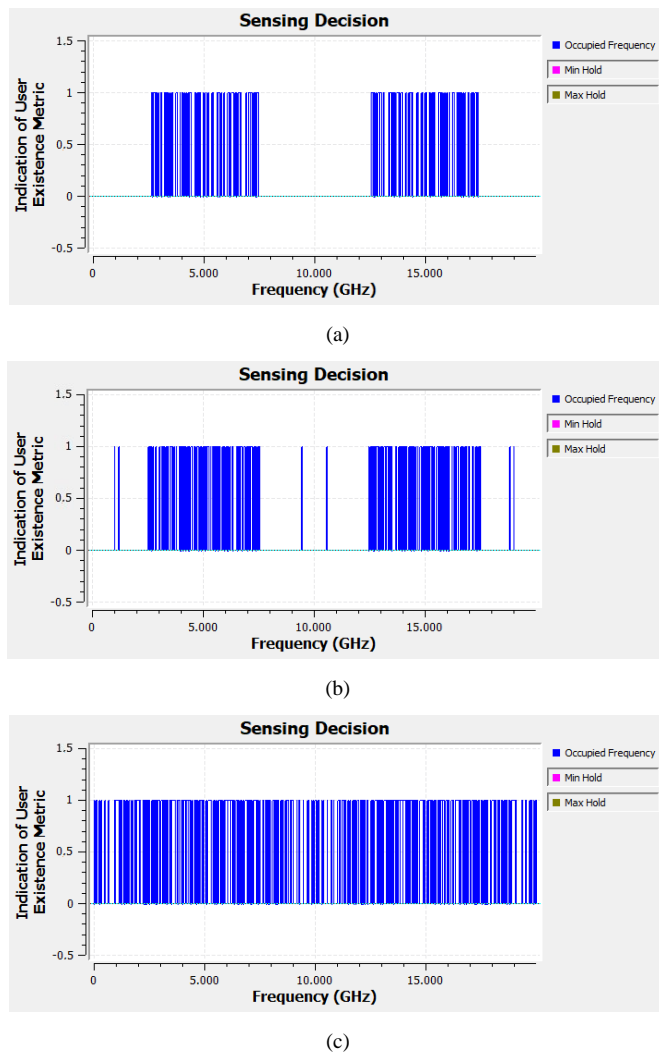 Sensing Decision
1.5
1
0.5
0
-0.5
Indication of User
Existence Metric
0
5.000
10.000
15.000
Frequency (GHz)
Occupied Frequency
Min Hold
Max Hold
(a)
Sensing Decision
1.5
1
0.5
0
-0.5
Indication of User
Existence Metric
0
5.000
10.000
15.000
Frequency (GHz)
Occupied Frequency
Min Hold
Max Hold
(b)
Sensing Decision
1.5
1
0.5
0
-0.5
Indication of User
Existence Metric
0
5.000
10.000
15.000
Frequency (GHz)
Occupied Frequency
Min Hold
Max Hold
(c)